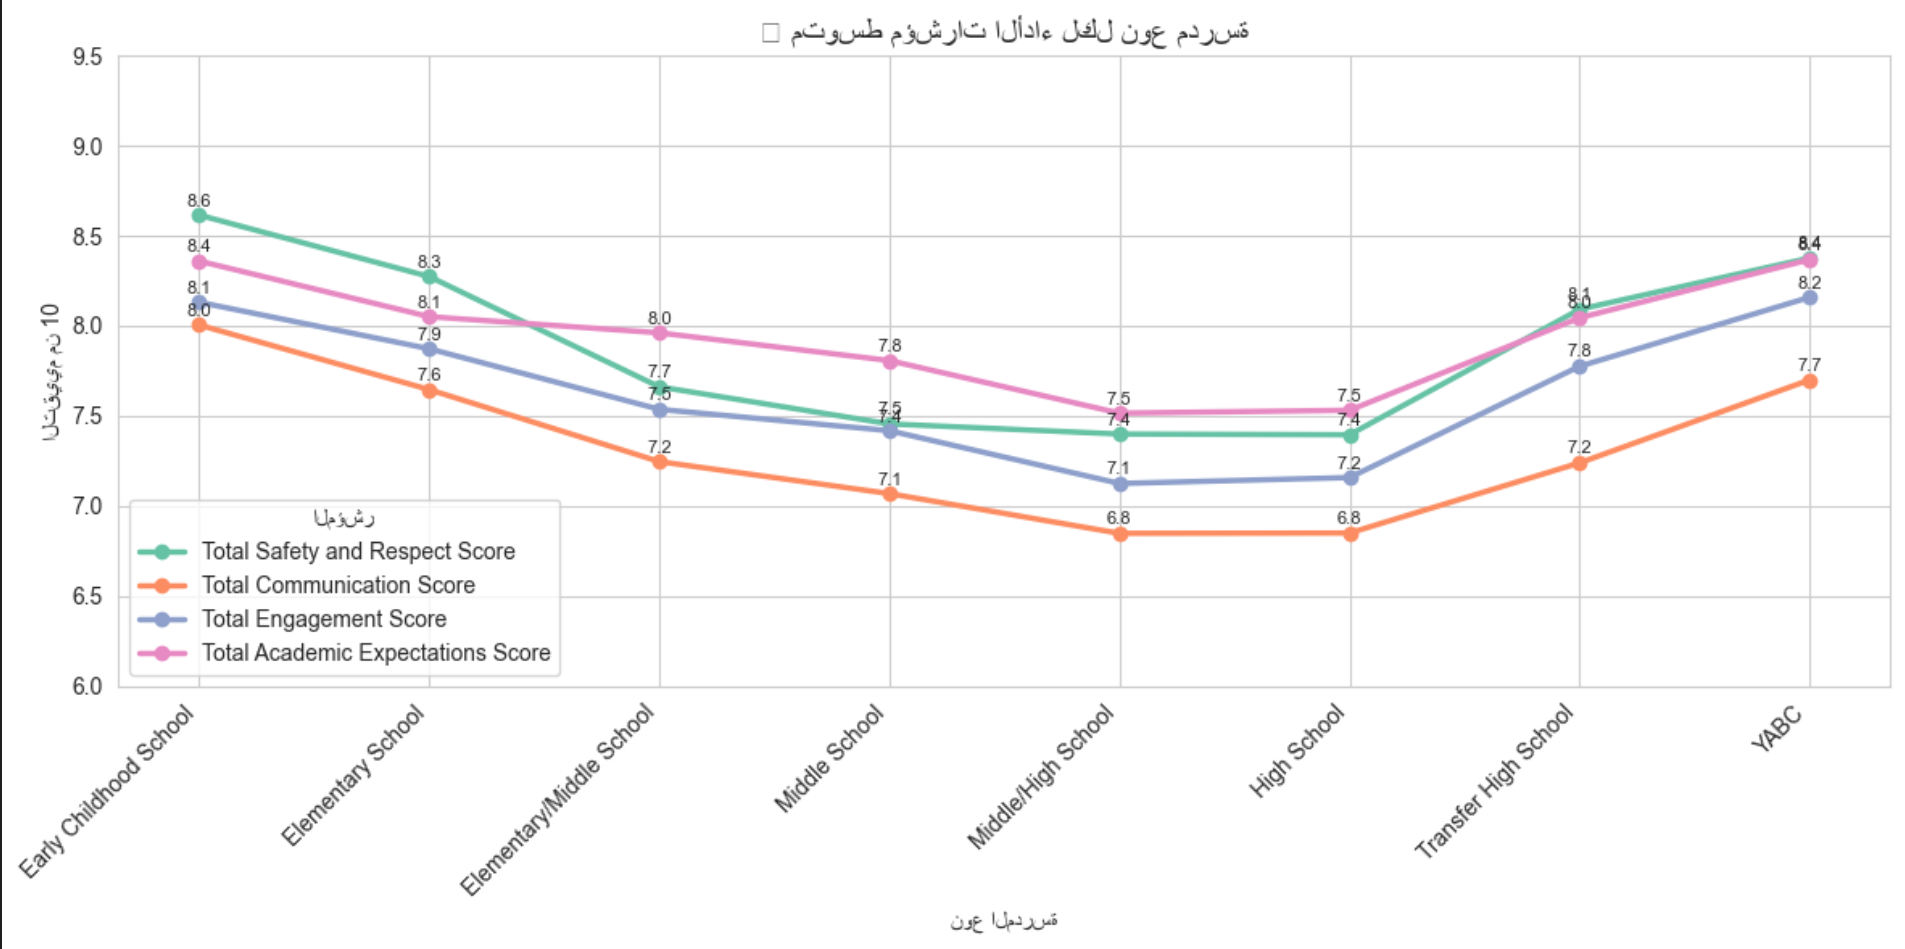 متوسط مؤشرات الأداء لكل نوع مدرسة
التقييم من 10
9.5
9.0
8.5
8.0
7.5
7.0
6.5
6.0
8.6
8.3
7.7
7.5
7.4
7.4
8.1
8.4
8.0
7.6
7.2
7.1
6.8
6.8
7.2
7.7
8.1
7.9
7.5
7.4
7.1
7.2
7.8
8.2
8.4
8.1
8.0
7.8
7.5
7.5
8.0
8.4
المؤشر
Total Safety and Respect Score
Total Communication Score
Total Engagement Score
Total Academic Expectations Score
Early Childhood School
Elementary School
Elementary/Middle School
Middle School
Middle/High School
High School
Transfer High School
YABC
نوع المدرسة